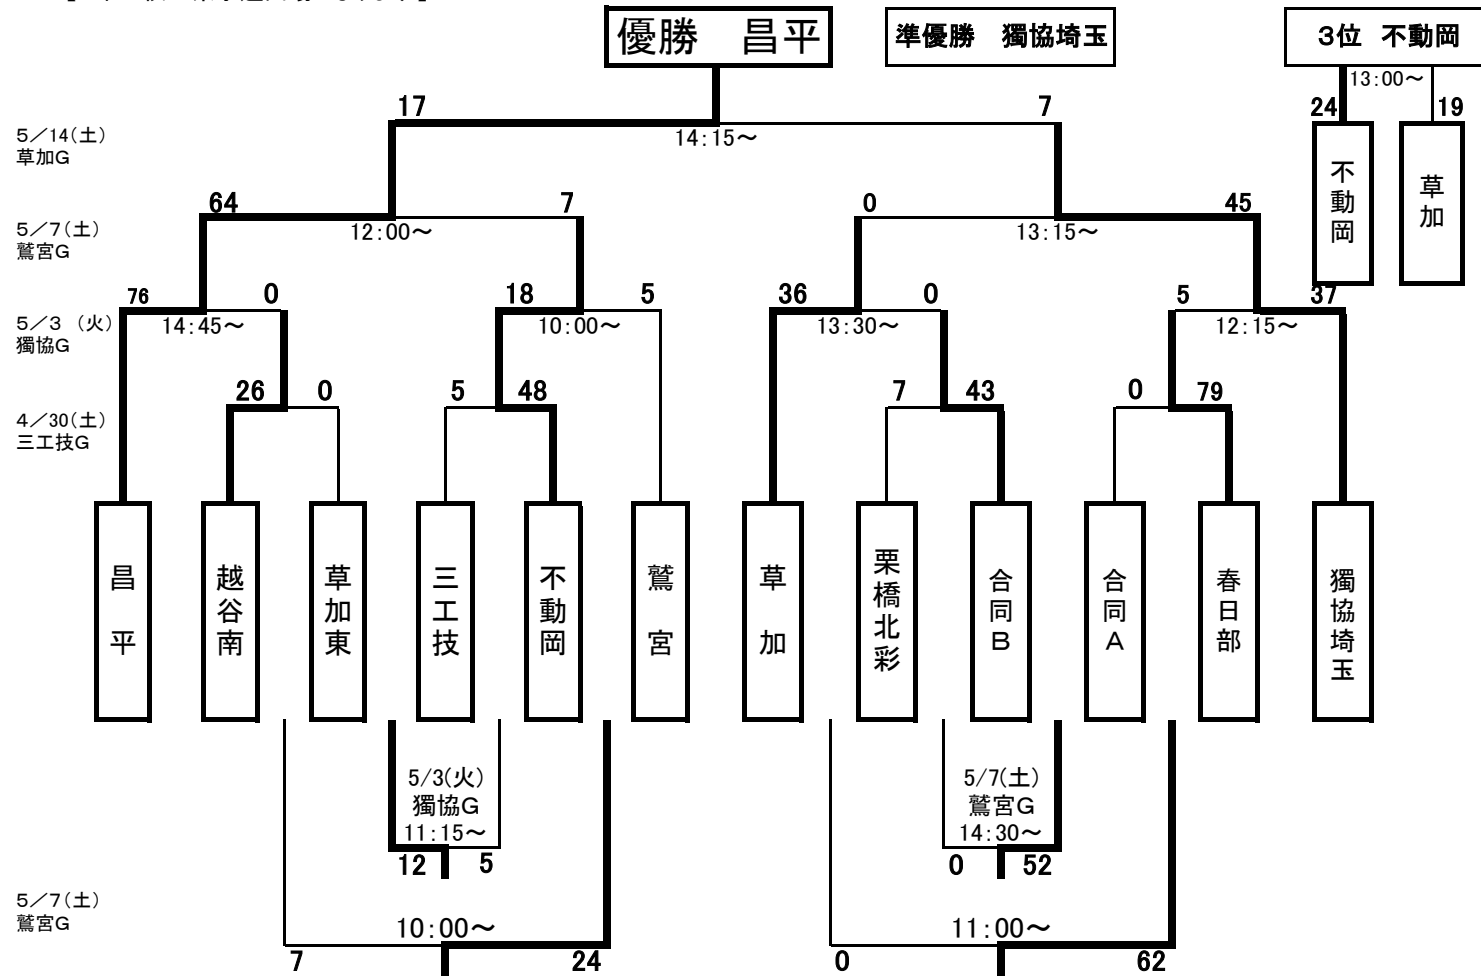 優勝 昌平
準優勝 獨協埼玉
3位 不動岡
13:00～
24 19
不動岡
草加
17 7
5／14(土)
草加G
14:15～
64 7 0 45
5／7(土)
鷲宮G
12:00～ 13:15～
76 0 18 5 36 0 5 37
5／3 (火)
獨協G
14:45～ 10:00～ 13:30～ 12:15～
26 0 5 48 7 43 0 79
4／30(土)
三工技G
昌平
越谷南
草加東
三工技
不動岡
鷲宮
草加
栗橋北彩
合同B
合同A
春日部
獨協埼玉
5/3(火)
獨協G
11:15～
12 5
5/7(土)
鷲宮G
14:30～
0 52
5／7(土)
鷲宮G
10:00～ 11:00～
7 24 0 62